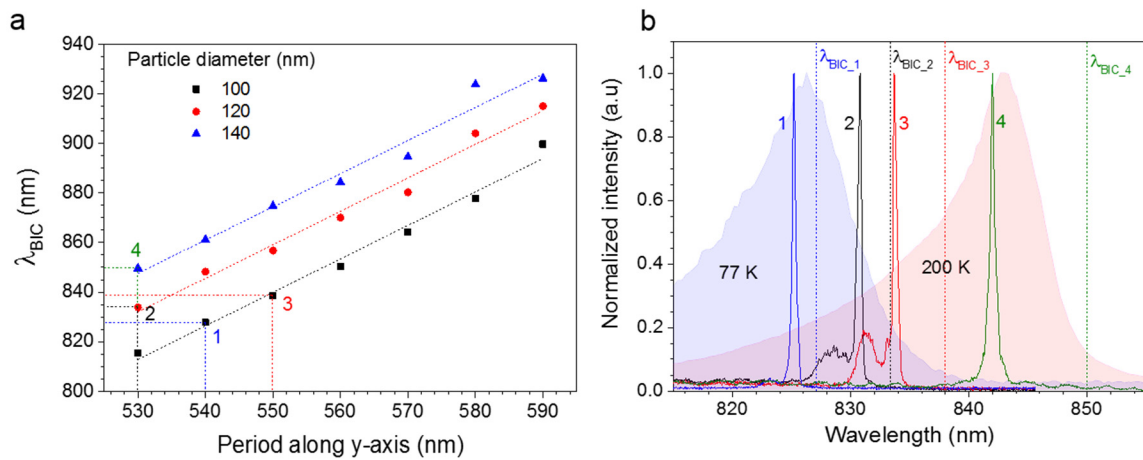 a
Particle diameter (nm)
100
120
140
940
920
900
880
860
840
820
800
λBIC (nm)
4
2
3
1
530 540 550 560 570 580 590
Period along y-axis (nm)
b
λBIC_1 λBIC_2 λBIC_3 λBIC_4
1 2 3 4
77 K
200 K
1.0
0.8
0.6
0.4
0.2
0.0
Normalized intensity (a.u)
820 830 840 850
Wavelength (nm)